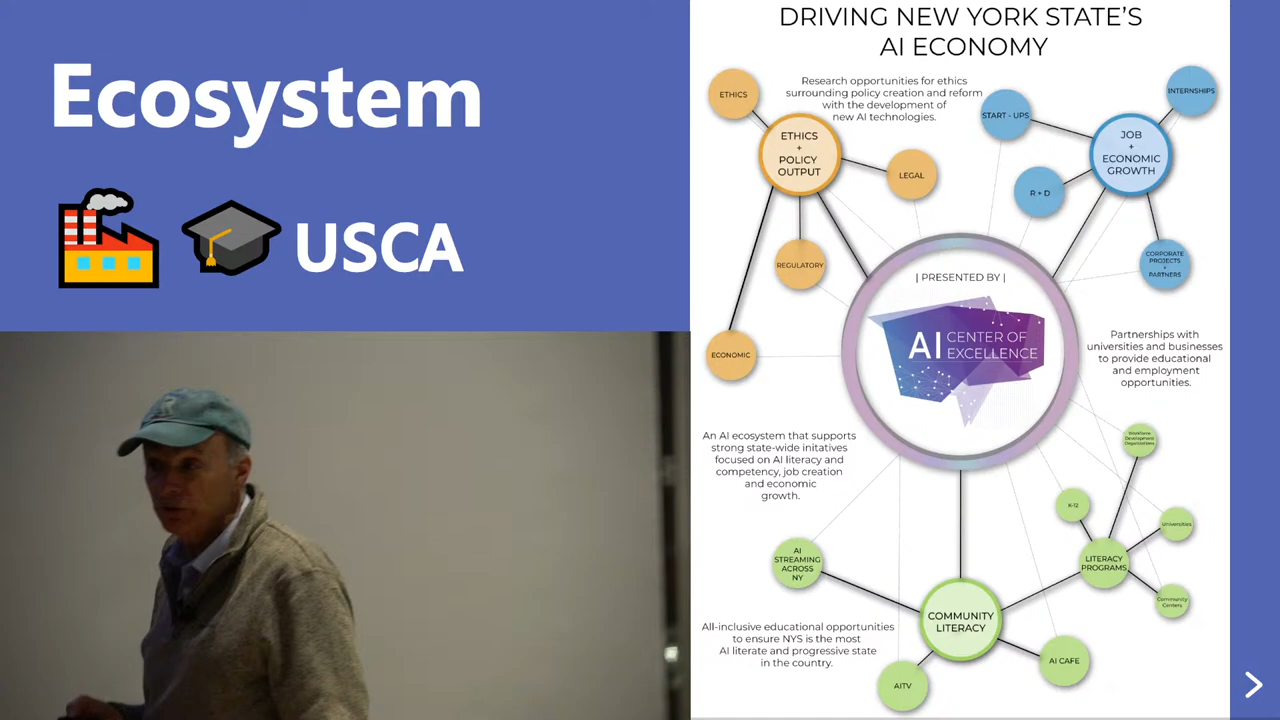 Ecosystem
USCA
DRIVING NEW YORK STATE'S
AI ECONOMY
Research opportunities for ethics
surrounding policy creation and reform
with the development of
new AI technologies.
ETHICS
ETHICS
+
POLICY
OUTPUT
LEGAL
REGULATORY
ECONOMIC
START - UPS
INTERNSHIPS
JOB
+
ECONOMIC
GROWTH
R + D
CORPORATE
PROJECTS
+
PARTNERS
| PRESENTED BY |
AI CENTER OF
EXCELLENCE
Partnerships with
universities and businesses
to provide educational
and employment
opportunities.
An AI ecosystem that supports
strong state-wide initatives
focused on AI literacy and
competency, job creation
and economic
growth.
Workforce
Development
Organizations
K-12
Universities
LITERACY
PROGRAMS
Community
Centers
AI
STREAMING
ACROSS
NY
COMMUNITY
LITERACY
All-inclusive educational opportunities
to ensure NYS is the most
AI literate and progressive state
in the country.
AI CAFE
AITV